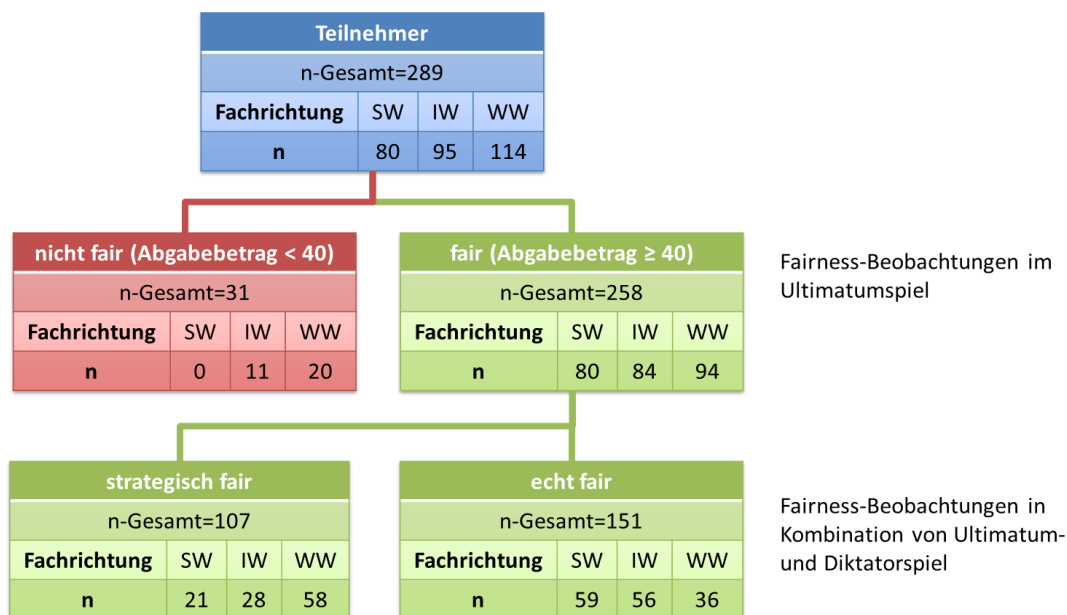 Teilnehmer
n-Gesamt=289
Fachrichtung SW IW WW
n 80 95 114
nicht fair (Abgabebetrag < 40)
n-Gesamt=31
Fachrichtung SW IW WW
n 0 11 20
fair (Abgabebetrag ≥ 40)
n-Gesamt=258
Fachrichtung SW IW WW
n 80 84 94
Fairness-Beobachtungen im
Ultimatumspiel
strategisch fair
n-Gesamt=107
Fachrichtung SW IW WW
n 21 28 58
echt fair
n-Gesamt=151
Fachrichtung SW IW WW
n 59 56 36
Fairness-Beobachtungen in
Kombination von Ultimatum-
und Diktatorspiel